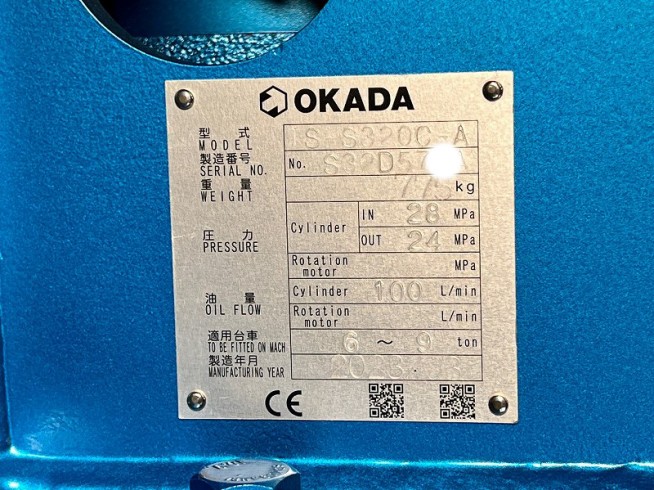 OKADA
型式
MODEL
TS-S320C-A
製造番号
SERIAL NO.
No.
重量
WEIGHT
775 kg
圧力
PRESSURE
Cylinder
IN 28 MPa
OUT 24 MPa
Rotation motor MPa
油量
OIL FLOW
Cylinder 100 L/min
Rotation motor L/min
適用台車
TO BE FITTED ON MACH
6 ～ 9 ton
製造年月
MANUFACTURING YEAR
CE